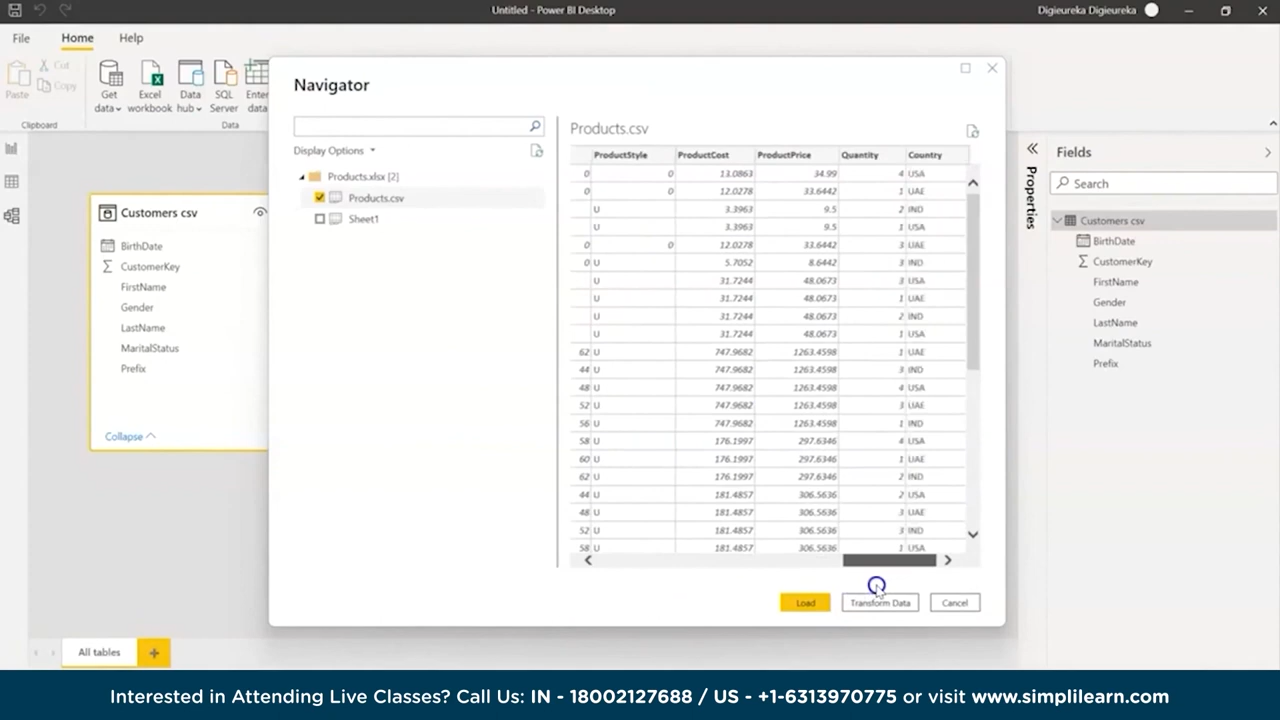 Untitled - Power BI Desktop
Digieureka Digieureka
File Home Help
Paste
Cut
Copy
Clipboard
Get data
Excel workbook
Data hub
SQL Server
Enter data
Data
Customers csv
BirthDate
CustomerKey
FirstName
Gender
LastName
MaritalStatus
Prefix
Collapse
All tables
Navigator
Display Options
Products.xlsx [2]
Products.csv
Sheet1
Products.csv
ProductStyle ProductCost ProductPrice Quantity Country
0 0 13.0863 34.99 4 USA
0 0 12.0278 33.6442 1 UAE
U 3.3963 9.5 2 IND
U 3.3963 9.5 1 USA
0 0 12.0278 33.6442 3 UAE
0 U 5.7052 8.6442 3 IND
U 31.7244 48.0673 3 USA
U 31.7244 48.0673 1 UAE
U 31.7244 48.0673 2 IND
U 31.7244 48.0673 1 USA
62 U 747.9682 1263.4598 1 UAE
44 U 747.9682 1263.4598 3 IND
48 U 747.9682 1263.4598 4 USA
52 U 747.9682 1263.4598 3 UAE
56 U 747.9682 1263.4598 1 IND
58 U 176.1997 297.6346 4 USA
60 U 176.1997 297.6346 1 UAE
62 U 176.1997 297.6346 2 IND
44 U 181.4857 306.5636 2 USA
48 U 181.4857 306.5636 3 UAE
52 U 181.4857 306.5636 3 IND
58 U 181.4857 306.5636 1 USA
Load
Transform Data
Cancel
Properties
Fields
Search
Customers csv
BirthDate
CustomerKey
FirstName
Gender
LastName
MaritalStatus
Prefix
Interested in Attending Live Classes? Call Us: IN - 18002127688 / US - +1-6313970775 or visit www.simplilearn.com